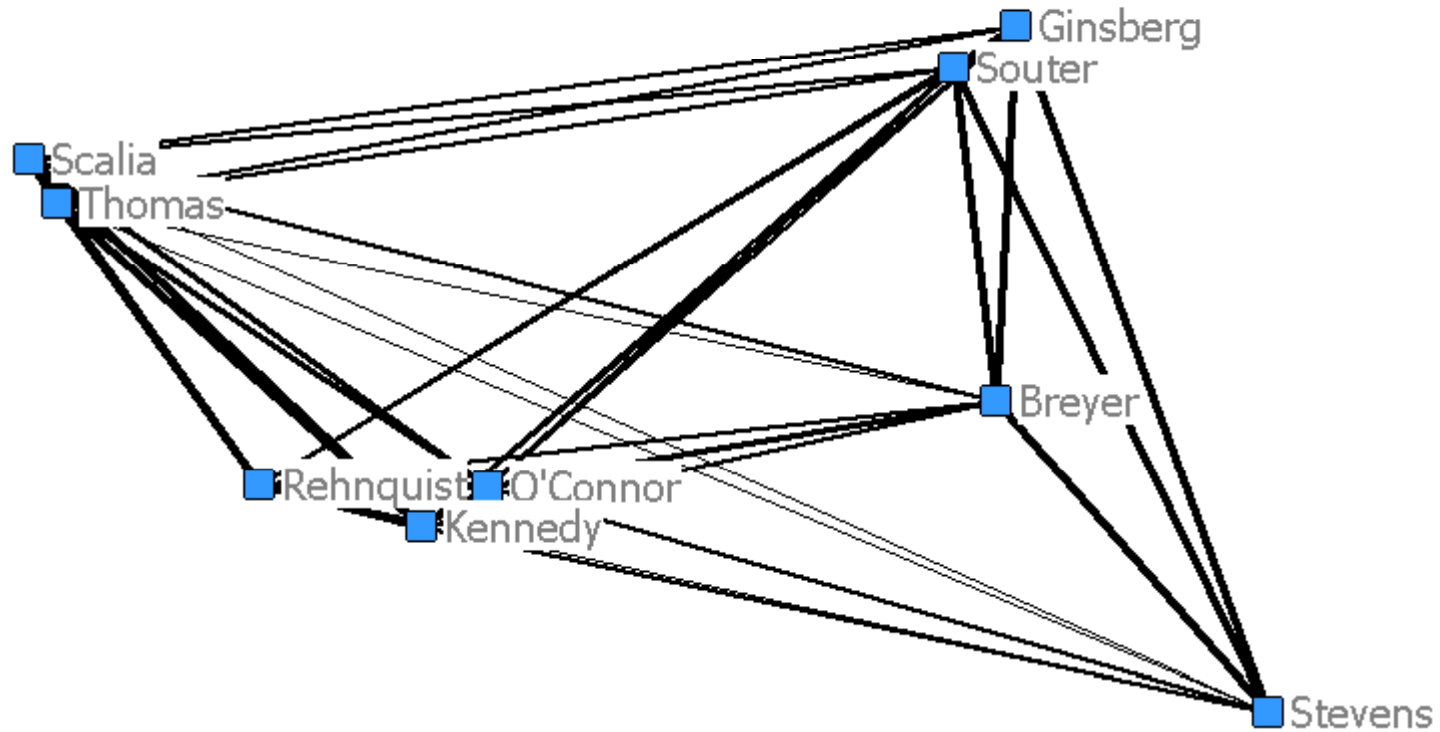 Ginsberg
Souter
Scalia
Thomas
Breyer
Rehnquist
O'Connor
Kennedy
Stevens